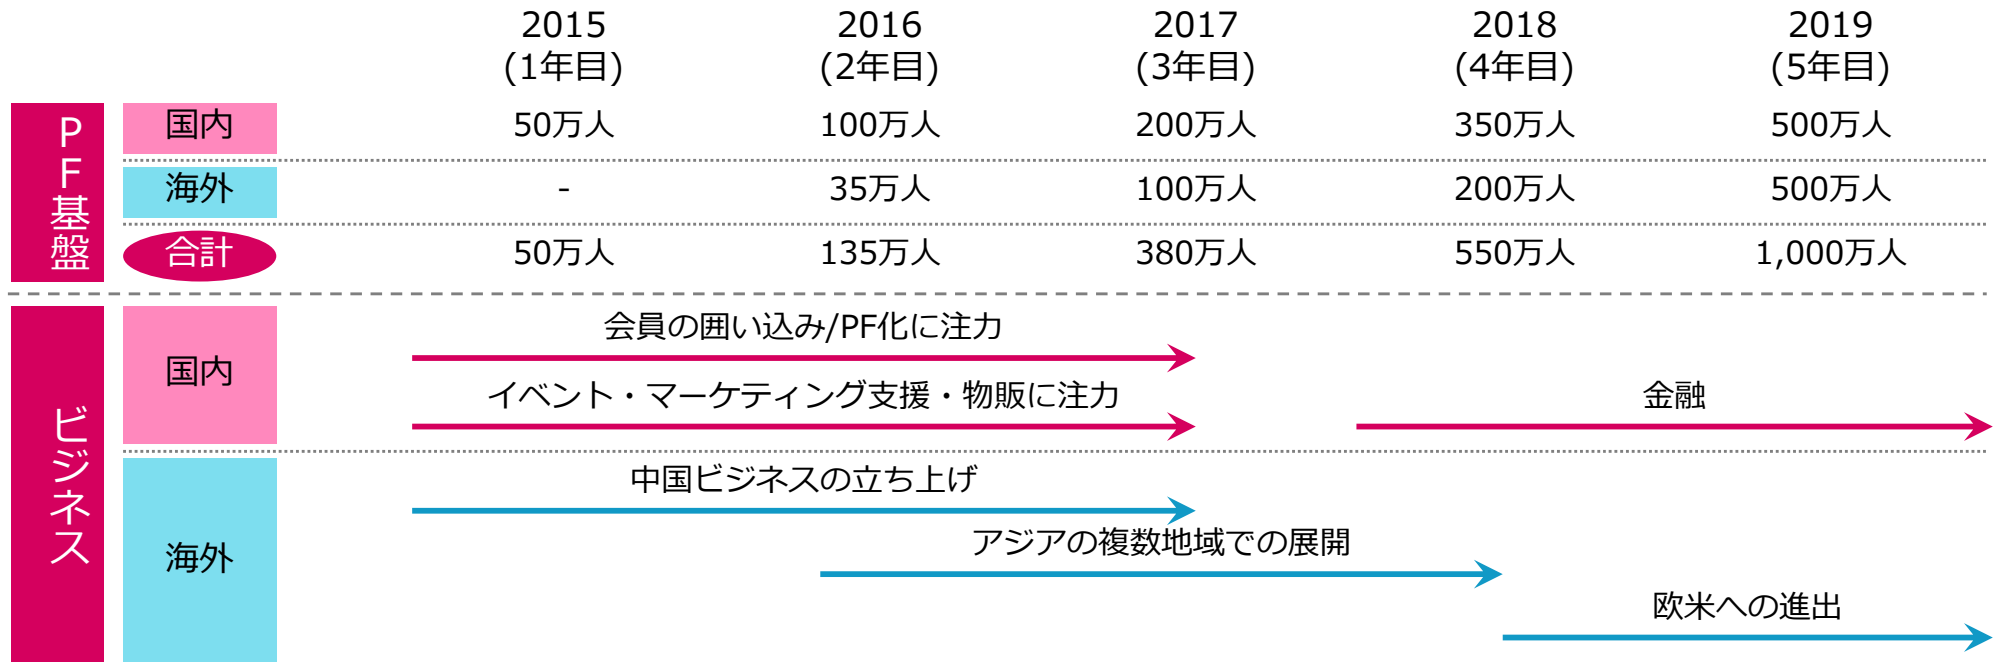 2015 2016 2017 2018 2019
(1年目) (2年目) (3年目) (4年目) (5年目)
PF基盤
国内 50万人 100万人 200万人 350万人 500万人
海外 - 35万人 100万人 200万人 500万人
合計 50万人 135万人 380万人 550万人 1,000万人
ビジネス
国内
会員の囲い込み/PF化に注力
イベント・マーケティング支援・物販に注力 金融
海外
中国ビジネスの立ち上げ
アジアの複数地域での展開
欧米への進出